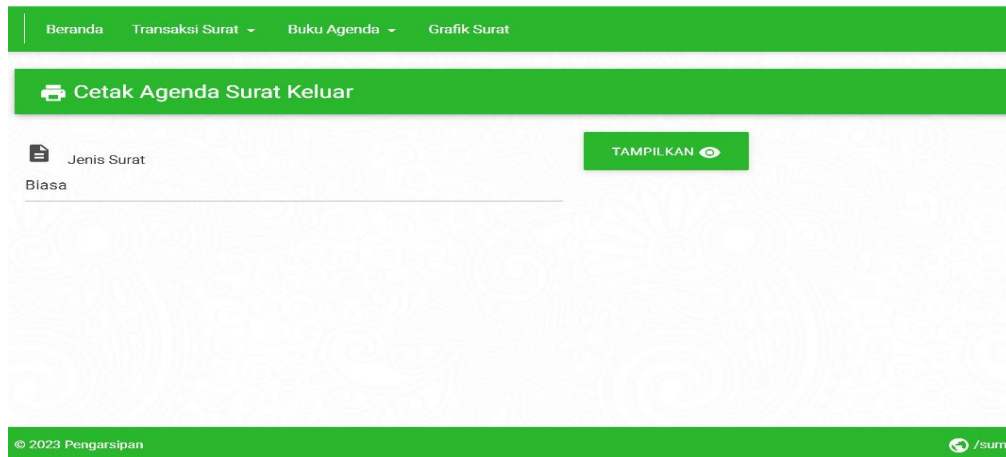 Beranda Transaksi Surat Buku Agenda Grafik Surat
Cetak Agenda Surat Keluar
Jenis Surat
Biasa
TAMPILKAN
© 2023 Pengarsipan